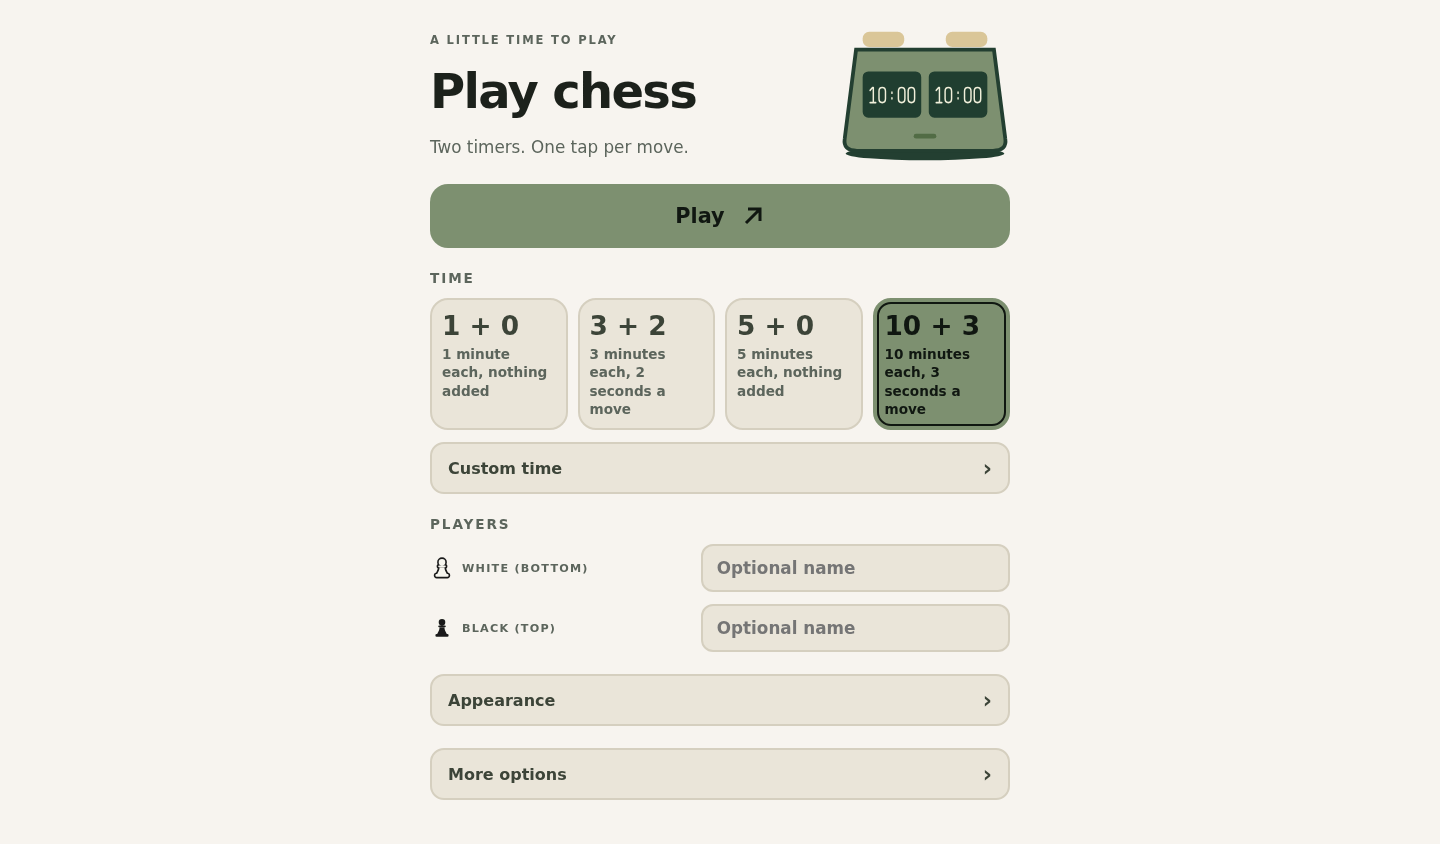 A LITTLE TIME TO PLAY
Play chess
Two timers. One tap per move.
10:00 10:00
Play
TIME
1 + 0
1 minute
each, nothing
added
3 + 2
3 minutes
each, 2
seconds a
move
5 + 0
5 minutes
each, nothing
added
10 + 3
10 minutes
each, 3
seconds a
move
Custom time
PLAYERS
WHITE (BOTTOM)
Optional name
BLACK (TOP)
Optional name
Appearance
More options